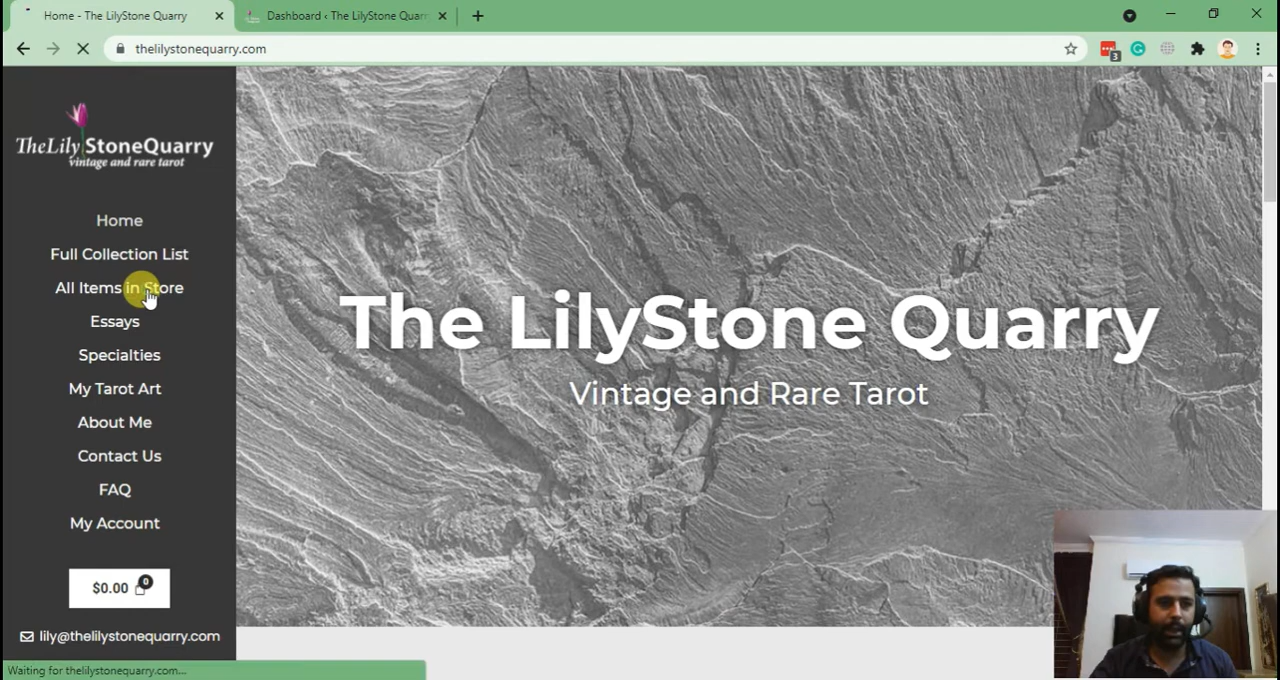 Home - The LilyStone Quarry
Dashboard ‹ The LilyStone Quarr
thelilystonequarry.com
3
TheLilyStoneQuarry
vintage and rare tarot
Home
Full Collection List
All Items in Store
Essays
Specialties
My Tarot Art
About Me
Contact Us
FAQ
My Account
$0.00 0
lily@thelilystonequarry.com
Waiting for thelilystonequarry.com...
The LilyStone Quarry
Vintage and Rare Tarot